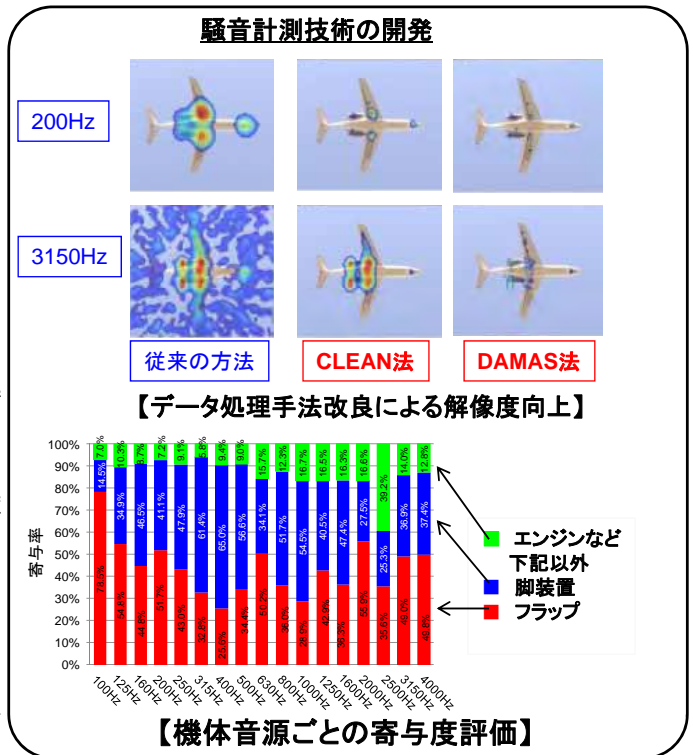 騒音計測技術の開発
200Hz
3150Hz
従来の方法 CLEAN法 DAMAS法
【データ処理手法改良による解像度向上】
寄与率
100%
90%
80%
70%
60%
50%
40%
30%
20%
10%
0%
7.0% 10.3% 8.7% 7.2% 9.1% 5.8% 9.4% 9.0% 15.7% 12.3% 16.7% 16.5% 16.3% 16.6% 39.2% 14.0% 12.8%
14.5% 34.9% 46.5% 41.1% 47.9% 61.4% 65.0% 56.6% 34.1% 51.7% 54.5% 40.5% 47.4% 27.5% 25.3% 36.9% 37.4%
78.5% 54.8% 44.8% 51.7% 43.0% 32.8% 25.6% 34.4% 50.2% 36.0% 28.9% 42.9% 36.3% 55.9% 35.6% 49.0% 49.8%
100Hz 125Hz 160Hz 200Hz 250Hz 315Hz 400Hz 500Hz 630Hz 800Hz 1000Hz 1250Hz 1600Hz 2000Hz 2500Hz 3150Hz 4000Hz
エンジンなど
下記以外
脚装置
フラップ
【機体音源ごとの寄与度評価】